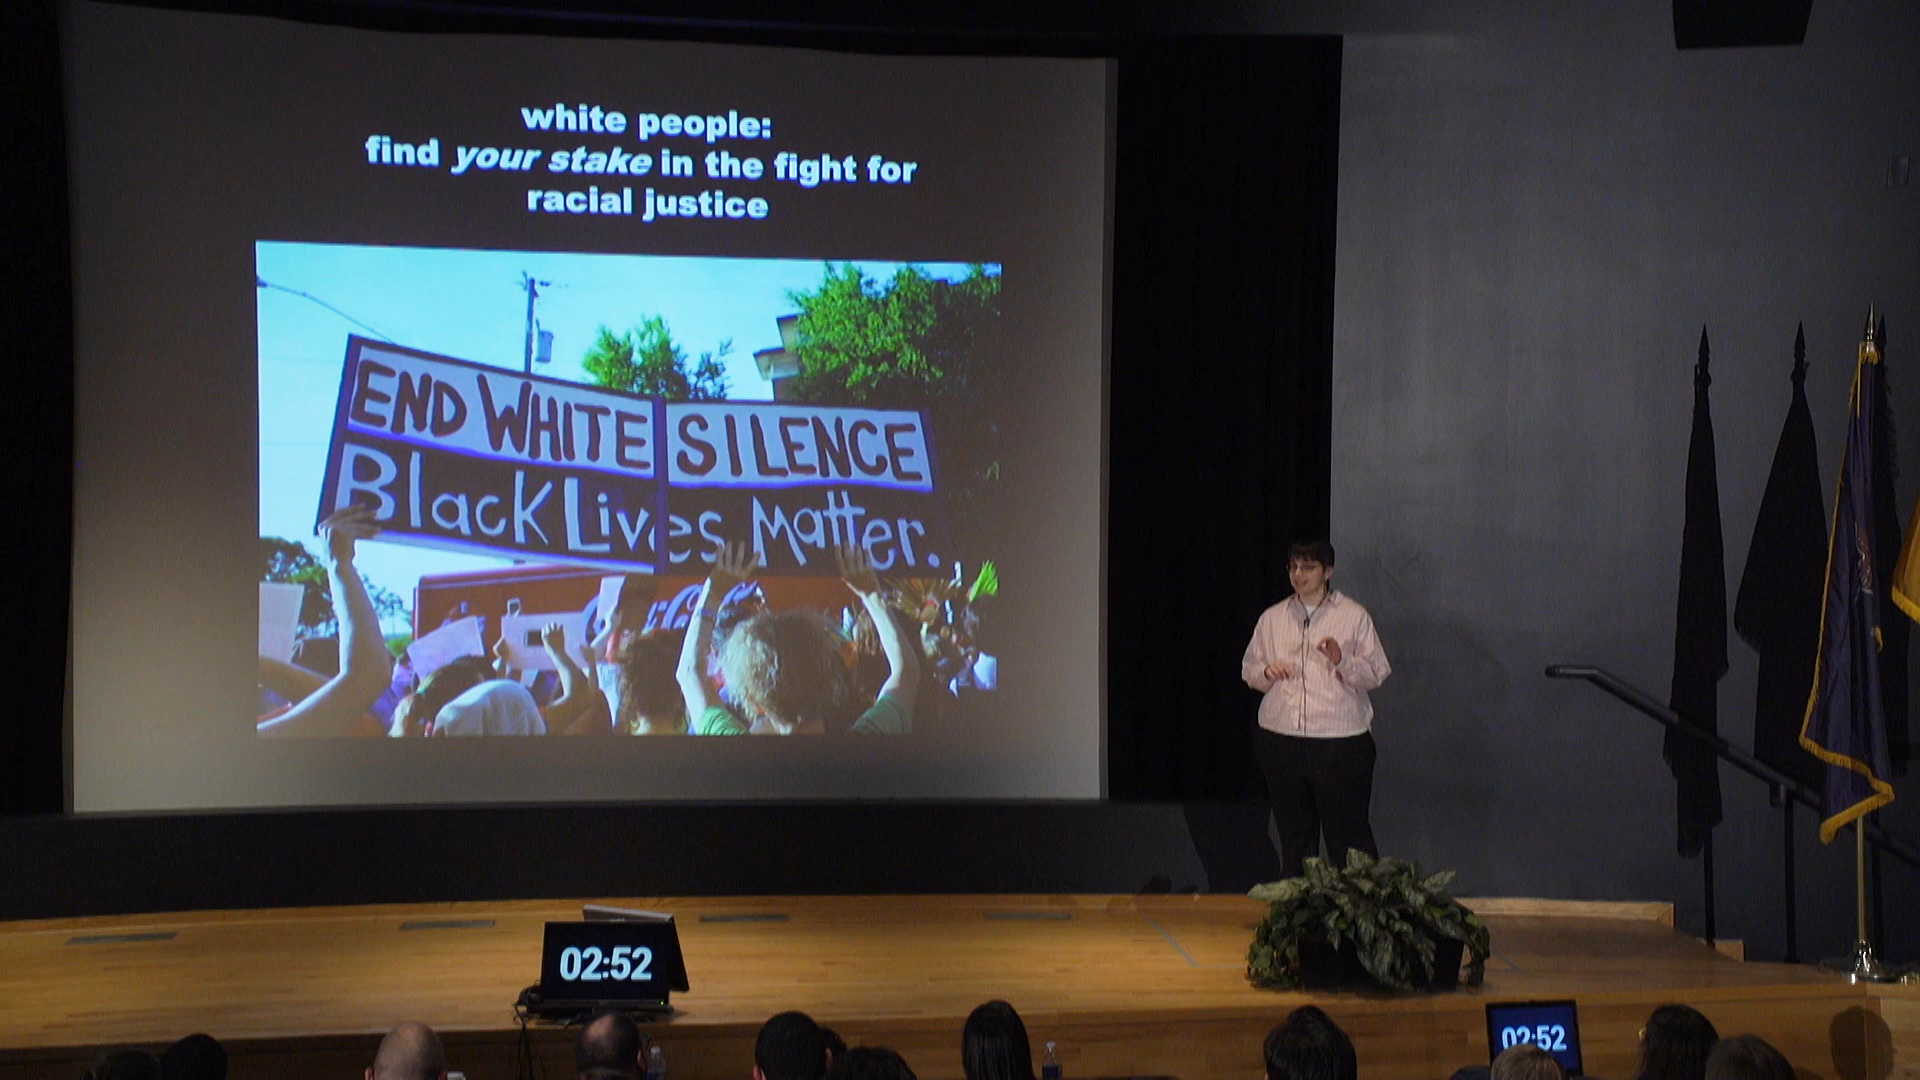 white people:
find your stake in the fight for
racial justice
END WHITE SILENCE
Black Lives Matter.
02:52
02:52